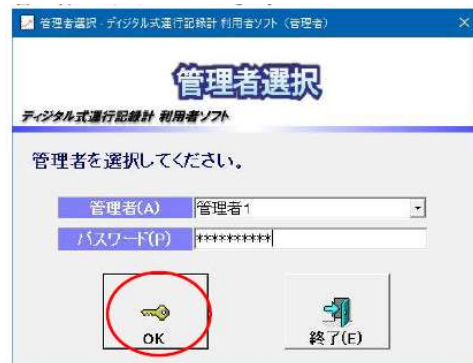 管理者選択 - ディジタル式運行記録計 利用者ソフト（管理者）
管理者選択
ディジタル式運行記録計 利用者ソフト
管理者を選択してください。
管理者(A) 管理者1
パスワード(P) **********
OK 終了(E)